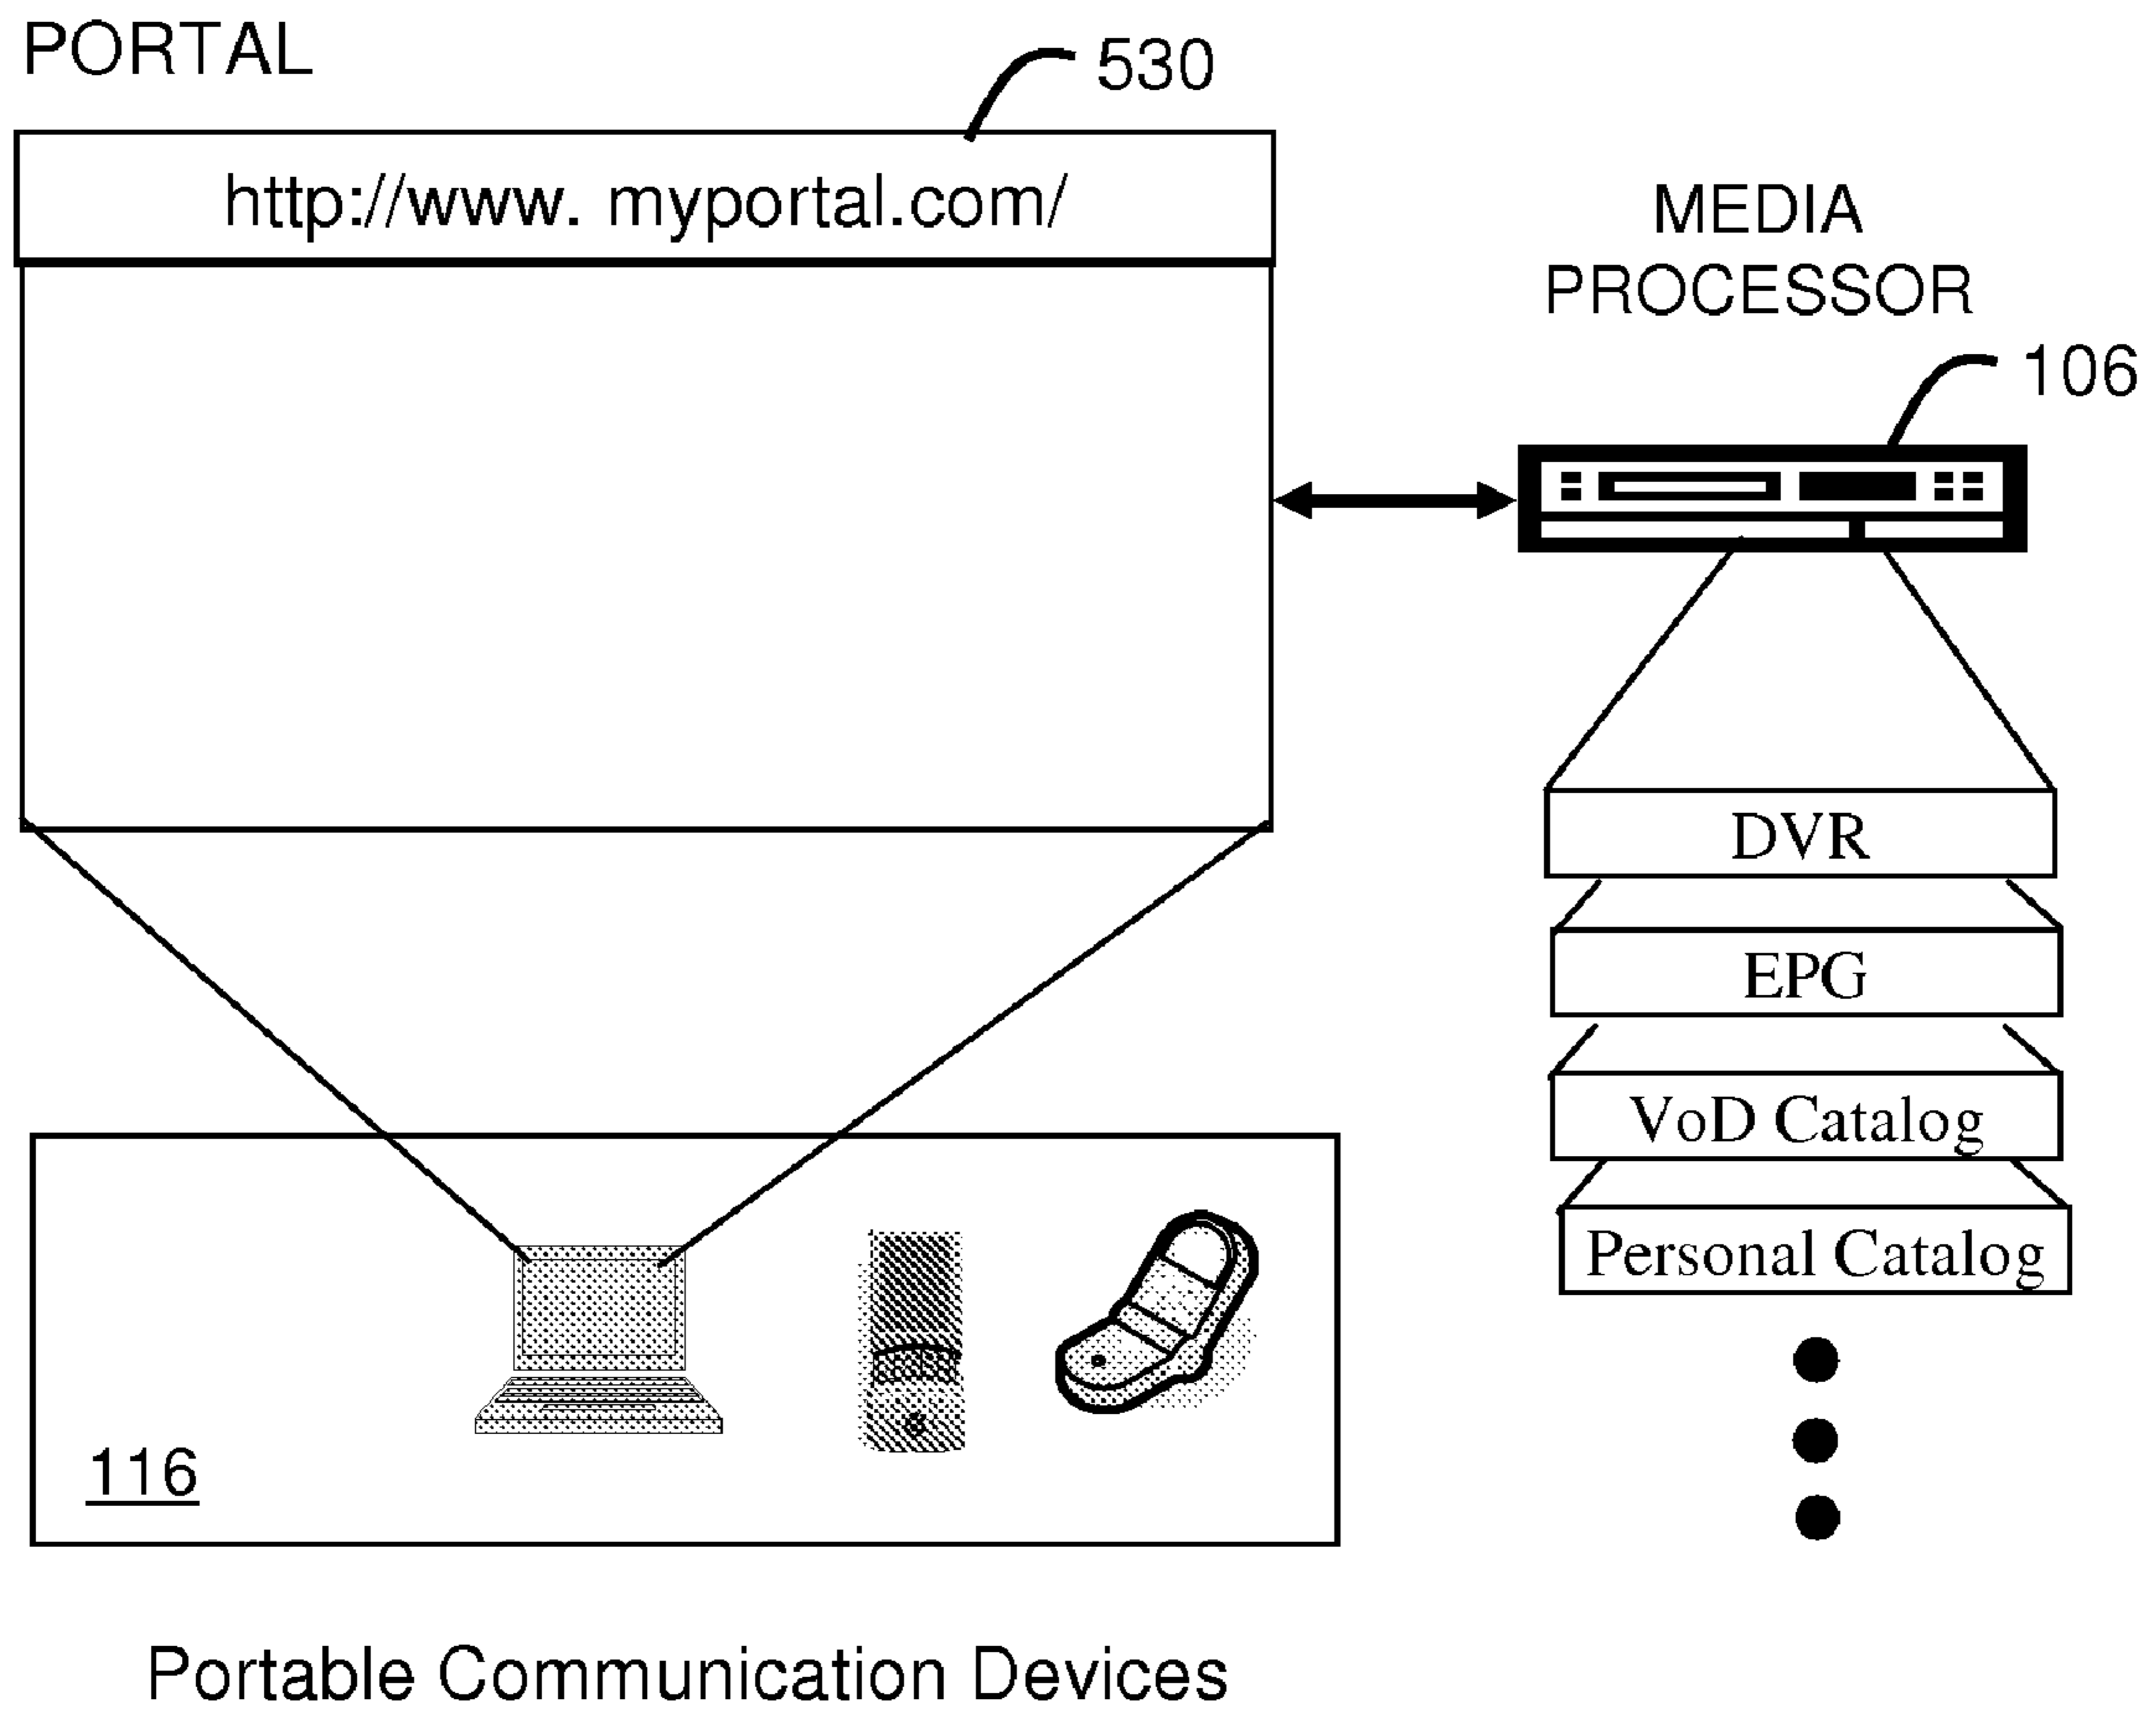 PORTAL
530
http://www. myportal.com/
MEDIA
PROCESSOR
106
DVR
EPG
VoD Catalog
Personal Catalog
116
Portable Communication Devices